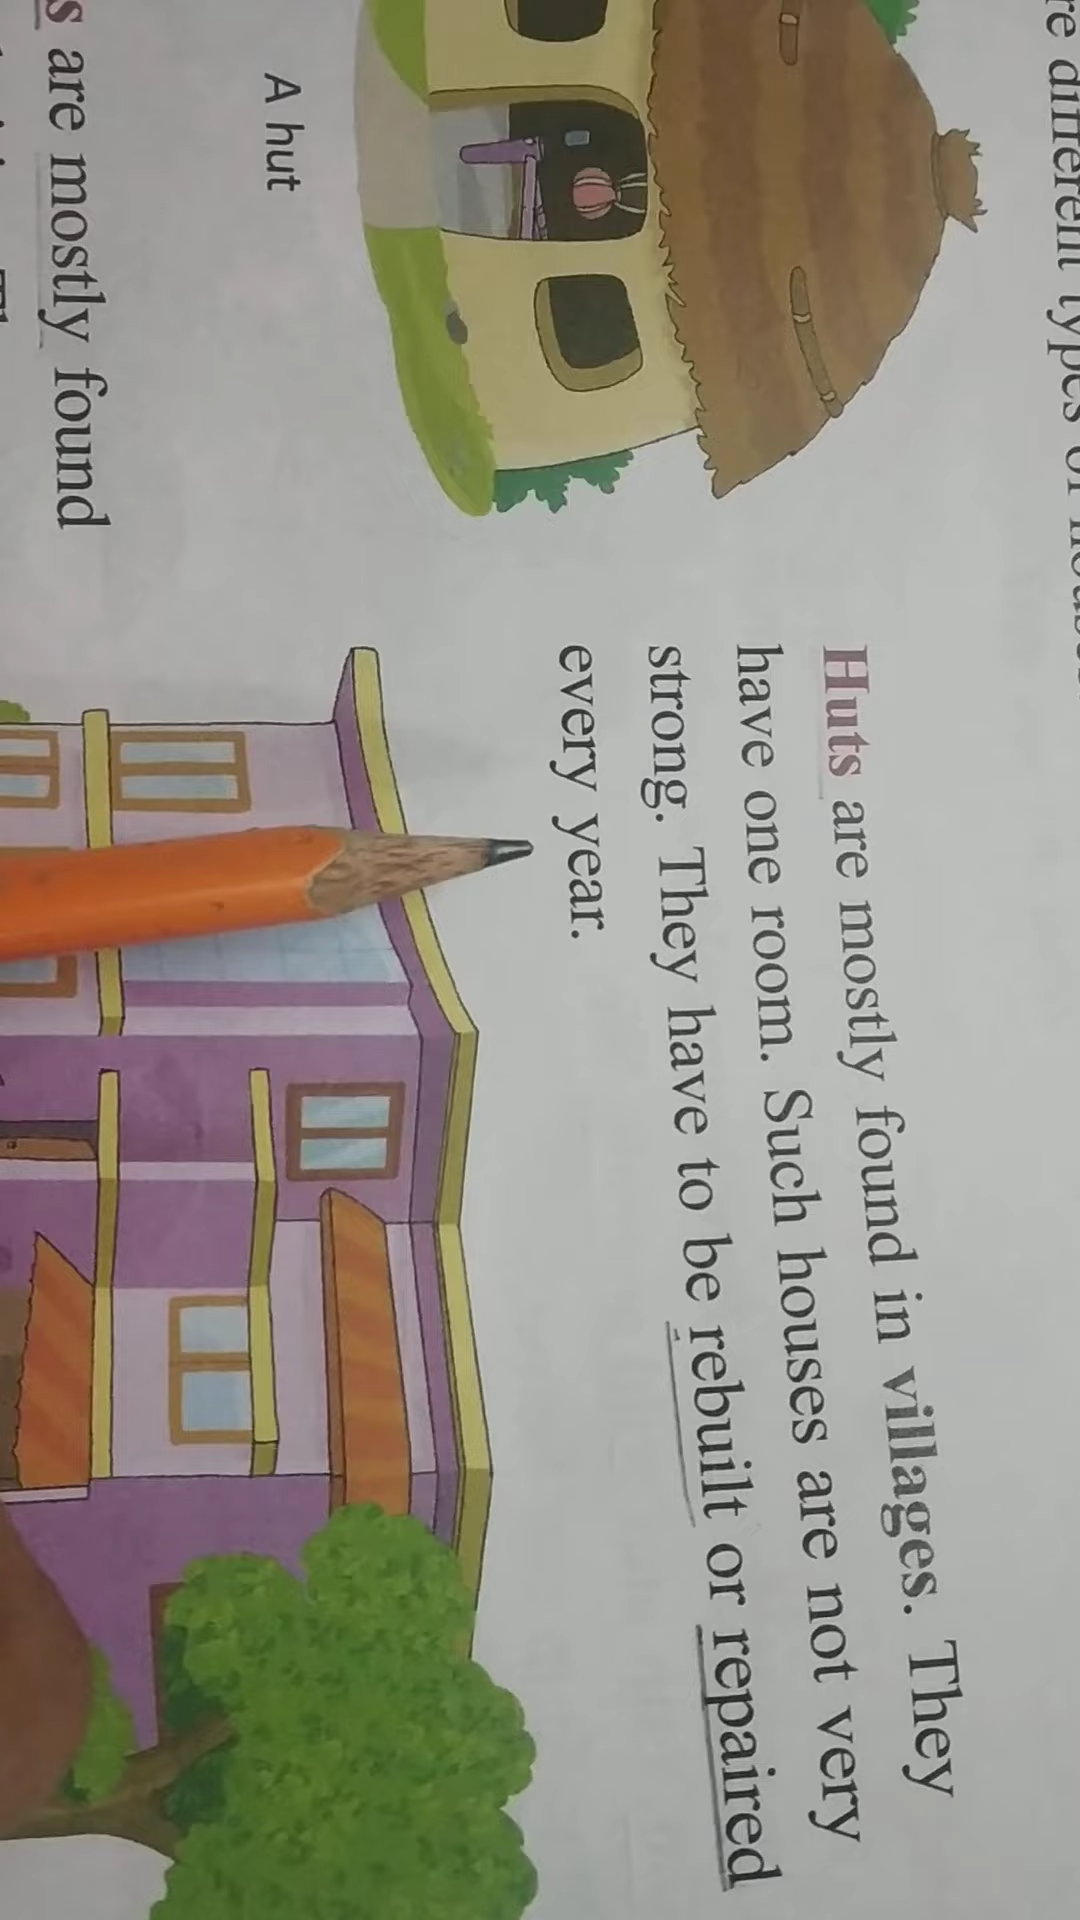 are different types of
Huts are mostly found in villages. They
have one room. Such houses are not very
strong. They have to be rebuilt or repaired
every year.
A hut
are mostly found